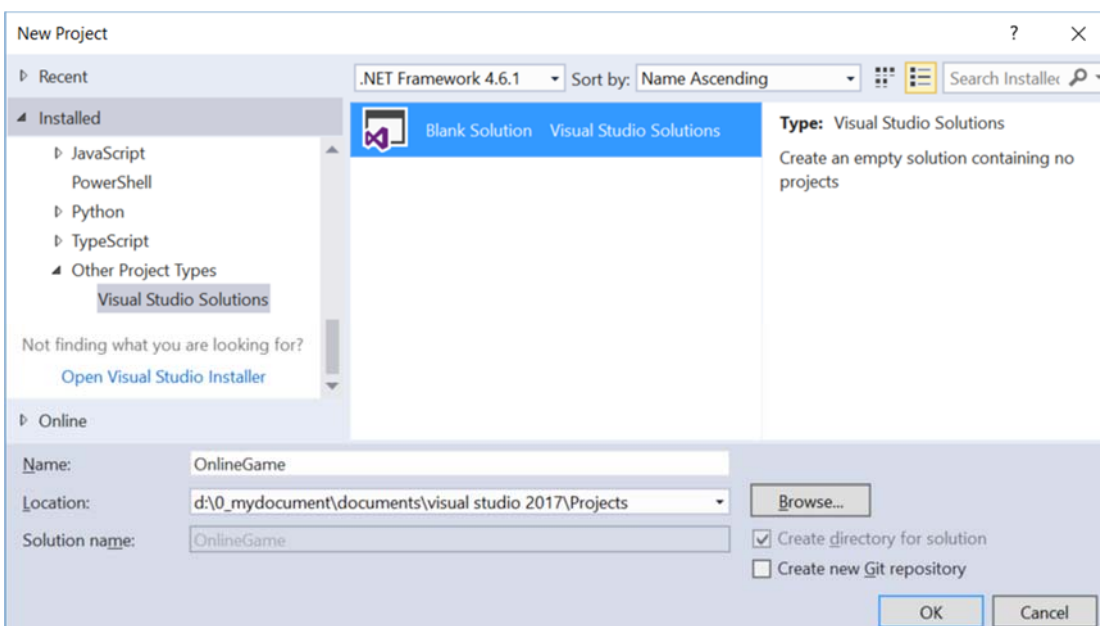 New Project ?
Recent
.NET Framework 4.6.1 Sort by: Name Ascending Search Installec
Installed
JavaScript
PowerShell
Python
TypeScript
Other Project Types
Visual Studio Solutions
Not finding what you are looking for?
Open Visual Studio Installer
Online
Blank Solution Visual Studio Solutions
Type: Visual Studio Solutions
Create an empty solution containing no
projects
Name: OnlineGame
Location: d:\0_mydocument\documents\visual studio 2017\Projects Browse...
Solution name: OnlineGame
Create directory for solution
Create new Git repository
OK Cancel